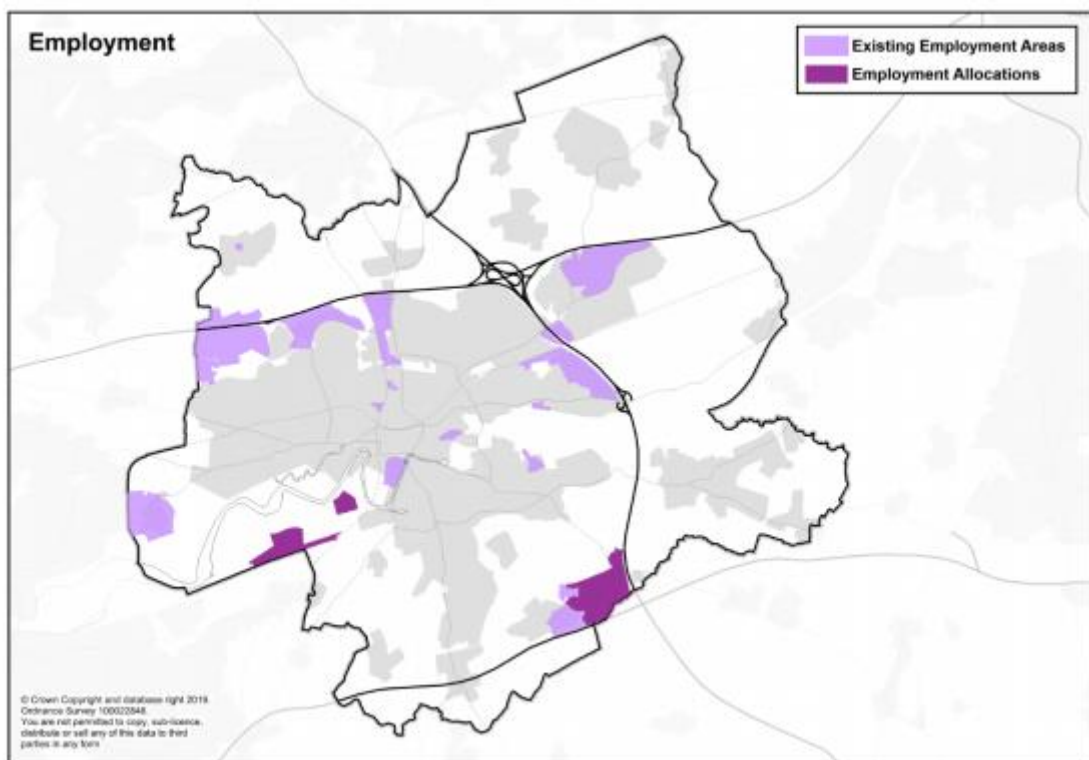 Employment
Existing Employment Areas
Employment Allocations
© Crown Copyright and database right 2019.
Ordnance Survey 100022848.
You are not permitted to copy, sub-licence,
distribute or sell any of this data to third
parties in any form